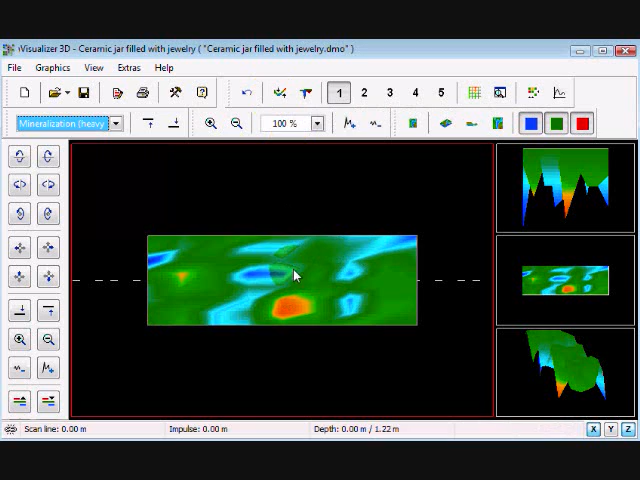 Visualizer 3D - Ceramic jar filled with jewelry ( "Ceramic jar filled with jewelry.dmo" )
File Graphics View Extras Help
1 2 3 4 5
Mineralization (heavy 100 %
Scan line: 0.00 m Impulse: 0.00 m Depth: 0.00 m / 1.22 m X Y Z